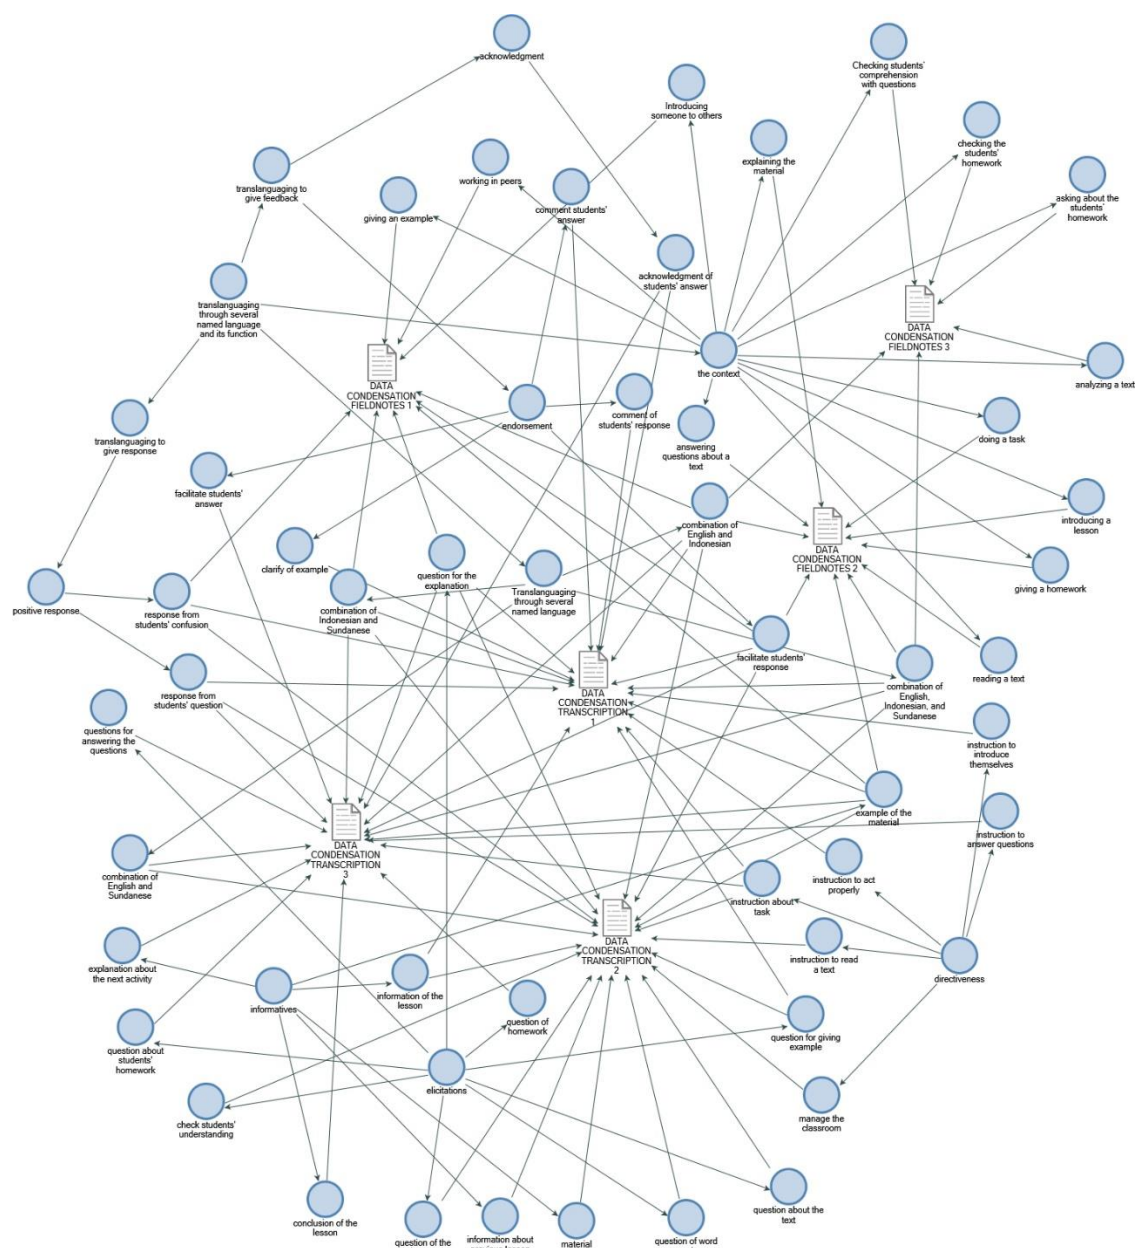 acknowledgment
Checking students'
comprehension
with questions
Introducing
someone to others
explaining the
material
checking the
students'
homework
translanguaging to
give feedback
working in peers
giving an example
comment students'
answer
asking about the
students'
homework
acknowledgment of
students' answer
translanguaging
through several
named language
and its function
DATA
CONDENSATION
FIELDNOTES 3
DATA
CONDENSATION
FIELDNOTES 1
the context
analyzing a text
translanguaging to
give response
endorsement
comment of
students' response
answering
questions about a
text
doing a task
facilitate students'
answer
combination of
English and
Indonesian
introducing a
lesson
DATA
CONDENSATION
FIELDNOTES 2
clarify of example
question for the
explanation
Translanguaging
through several
named language
giving a homework
positive response
response from
students' confusion
combination of
Indonesian and
Sundanese
facilitate students'
response
reading a text
response from
students' question
DATA
CONDENSATION
TRANSCRIPTION
1
combination of
English,
Indonesian, and
Sundanese
questions for
answering the
questions
instruction to
introduce
themselves
example of the
material
instruction to
answer questions
DATA
CONDENSATION
TRANSCRIPTION
3
combination of
English and
Sundanese
instruction to act
properly
instruction about
task
DATA
CONDENSATION
TRANSCRIPTION
2
instruction to read
a text
directiveness
explanation about
the next activity
informatives
information of the
lesson
question of
homework
question for giving
example
question about
students'
homework
elicitations
check students'
understanding
manage the
classroom
conclusion of the
lesson
question about the
text
question of the
information about
material
question of word